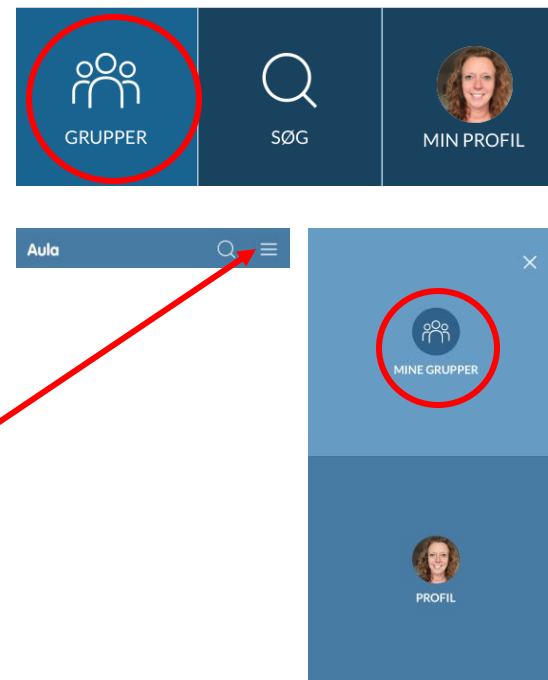 GRUPPER
SØG
MIN PROFIL
Aula
MINE GRUPPER
PROFIL